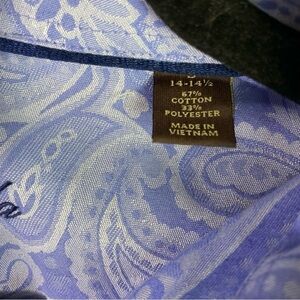 S
14-14½
67%
COTTON
33%
POLYESTER
MADE IN
VIETNAM